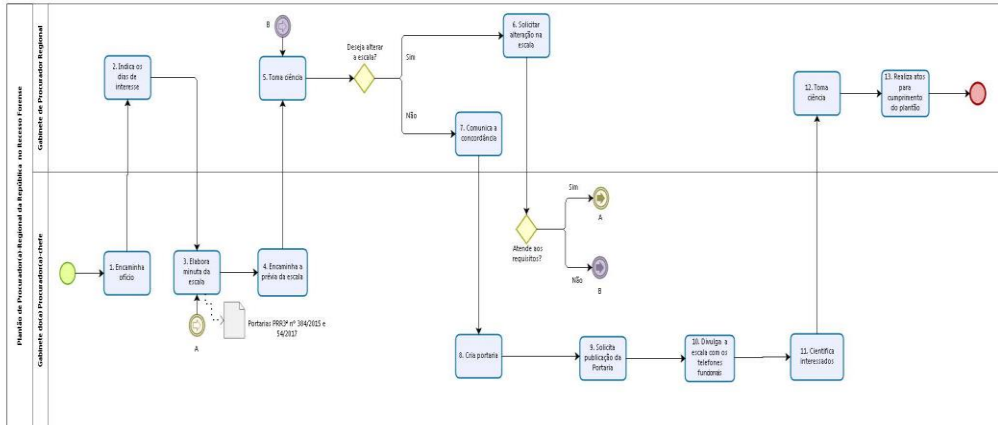 Plantão de Procurador(a)-Regional da República no Recesso Forense
Gabinete de Procurador Regional
Gabinete do(a) Procurador(a)-chefe
1. Encaminha
ofício
2. Indica os
dias de
interesse
3. Elabora
minuta da
escala
A
Portarias PRR3ª nº 304/2015 e
54/2017
4. Encaminha a
prévia da escala
B
5. Toma ciência
Deseja alterar
a escala?
Sim
Não
6. Solicitar
alteração na
escala
7. Comunica a
concordância
Atende aos
requisitos?
Sim
A
Não
B
8. Cria portaria
9. Solicita
publicação da
Portaria
10. Divulga a
escala com os
telefones
funcionais
11. Cientifica
interessados
12. Toma
ciência
13. Realiza atos
para
cumprimento
do plantão